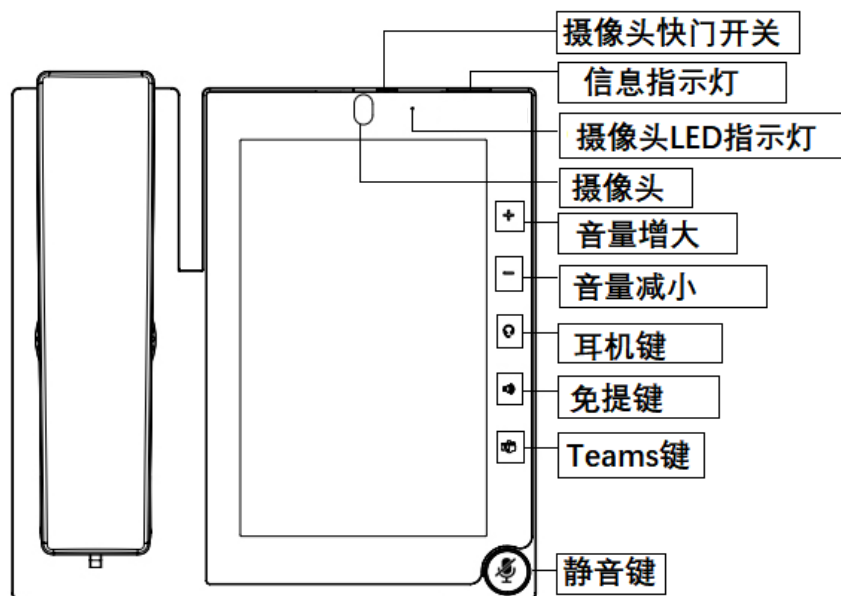 摄像头快门开关
信息指示灯
摄像头LED指示灯
摄像头
音量增大
音量减小
耳机键
免提键
Teams键
静音键